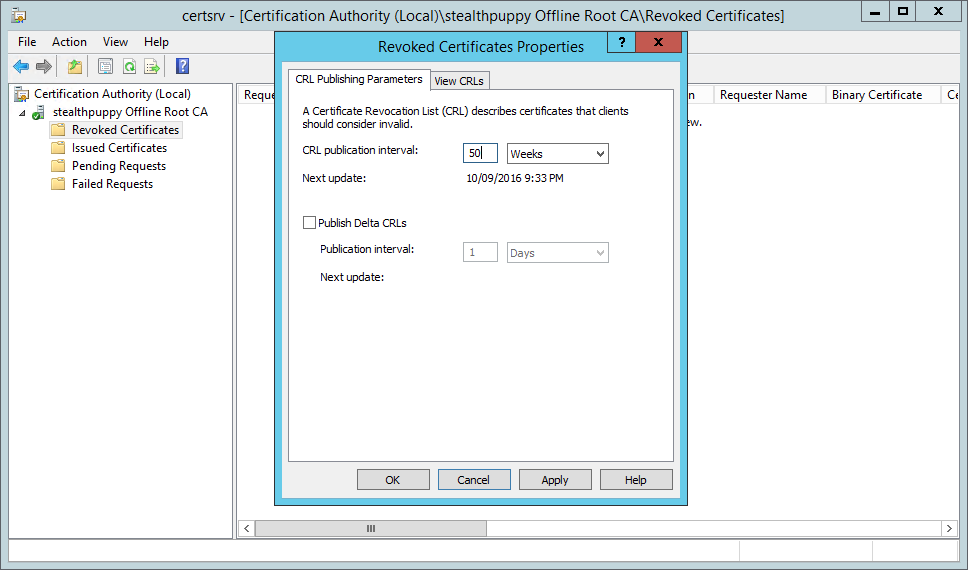 certsrv - [Certification Authority (Local)\stealthpuppy Offline Root CA\Revoked Certificates]
File Action View Help
Certification Authority (Local)
stealthpuppy Offline Root CA
Revoked Certificates
Issued Certificates
Pending Requests
Failed Requests
Reque
n
Requester Name
Binary Certificate
Ce
ew.
Revoked Certificates Properties
? x
CRL Publishing Parameters
View CRLs
A Certificate Revocation List (CRL) describes certificates that clients
should consider invalid.
CRL publication interval: 50 Weeks
Next update: 10/09/2016 9:33 PM
Publish Delta CRLs
Publication interval: 1 Days
Next update:
OK Cancel Apply Help